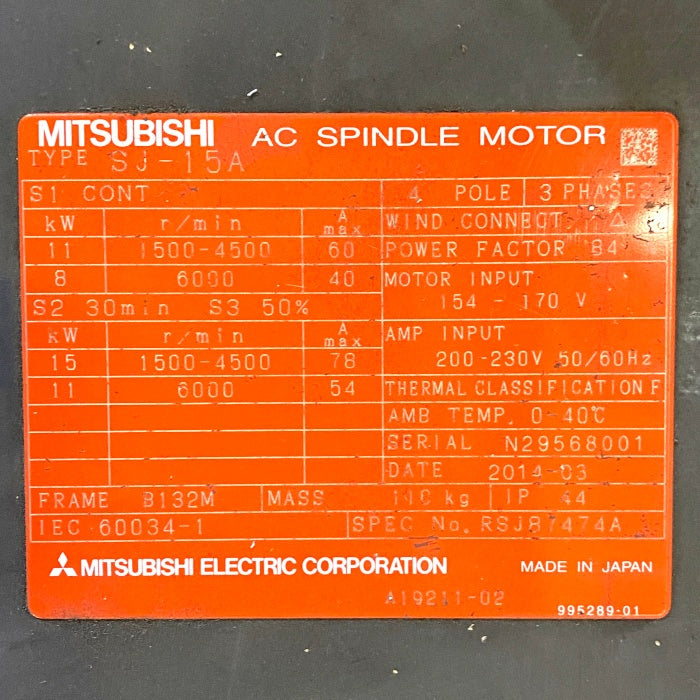 MITSUBISHI AC SPINDLE MOTOR
TYPE SJ-15A
S1 CONT 4 POLE 3 PHASES
kW r/min A max WIND CONNECT.
11 1500-4500 60 POWER FACTOR 84
8 6000 40 MOTOR INPUT
154 - 170 V
S2 30min S3 50%
kW r/min A max AMP INPUT
15 1500-4500 78 200-230V 50/60Hz
11 6000 54 THERMAL CLASSIFICATION F
AMB TEMP. 0-40℃
SERIAL N29568001
DATE 2014-03
FRAME B132M MASS 110 kg IP 44
IEC 60034-1 SPEC No. RSJ87474A
MITSUBISHI ELECTRIC CORPORATION MADE IN JAPAN
A19211-02
995289-01